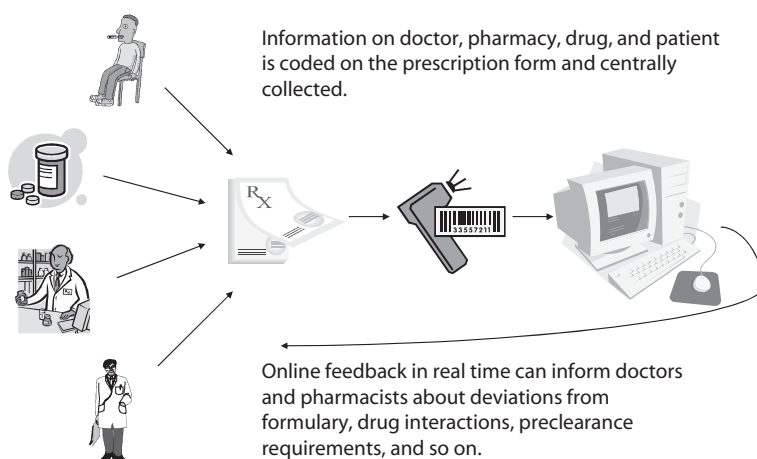 Information on doctor, pharmacy, drug, and patient
is coded on the prescription form and centrally
collected.
R
X
33557211
Online feedback in real time can inform doctors
and pharmacists about deviations from
formulary, drug interactions, preclearance
requirements, and so on.